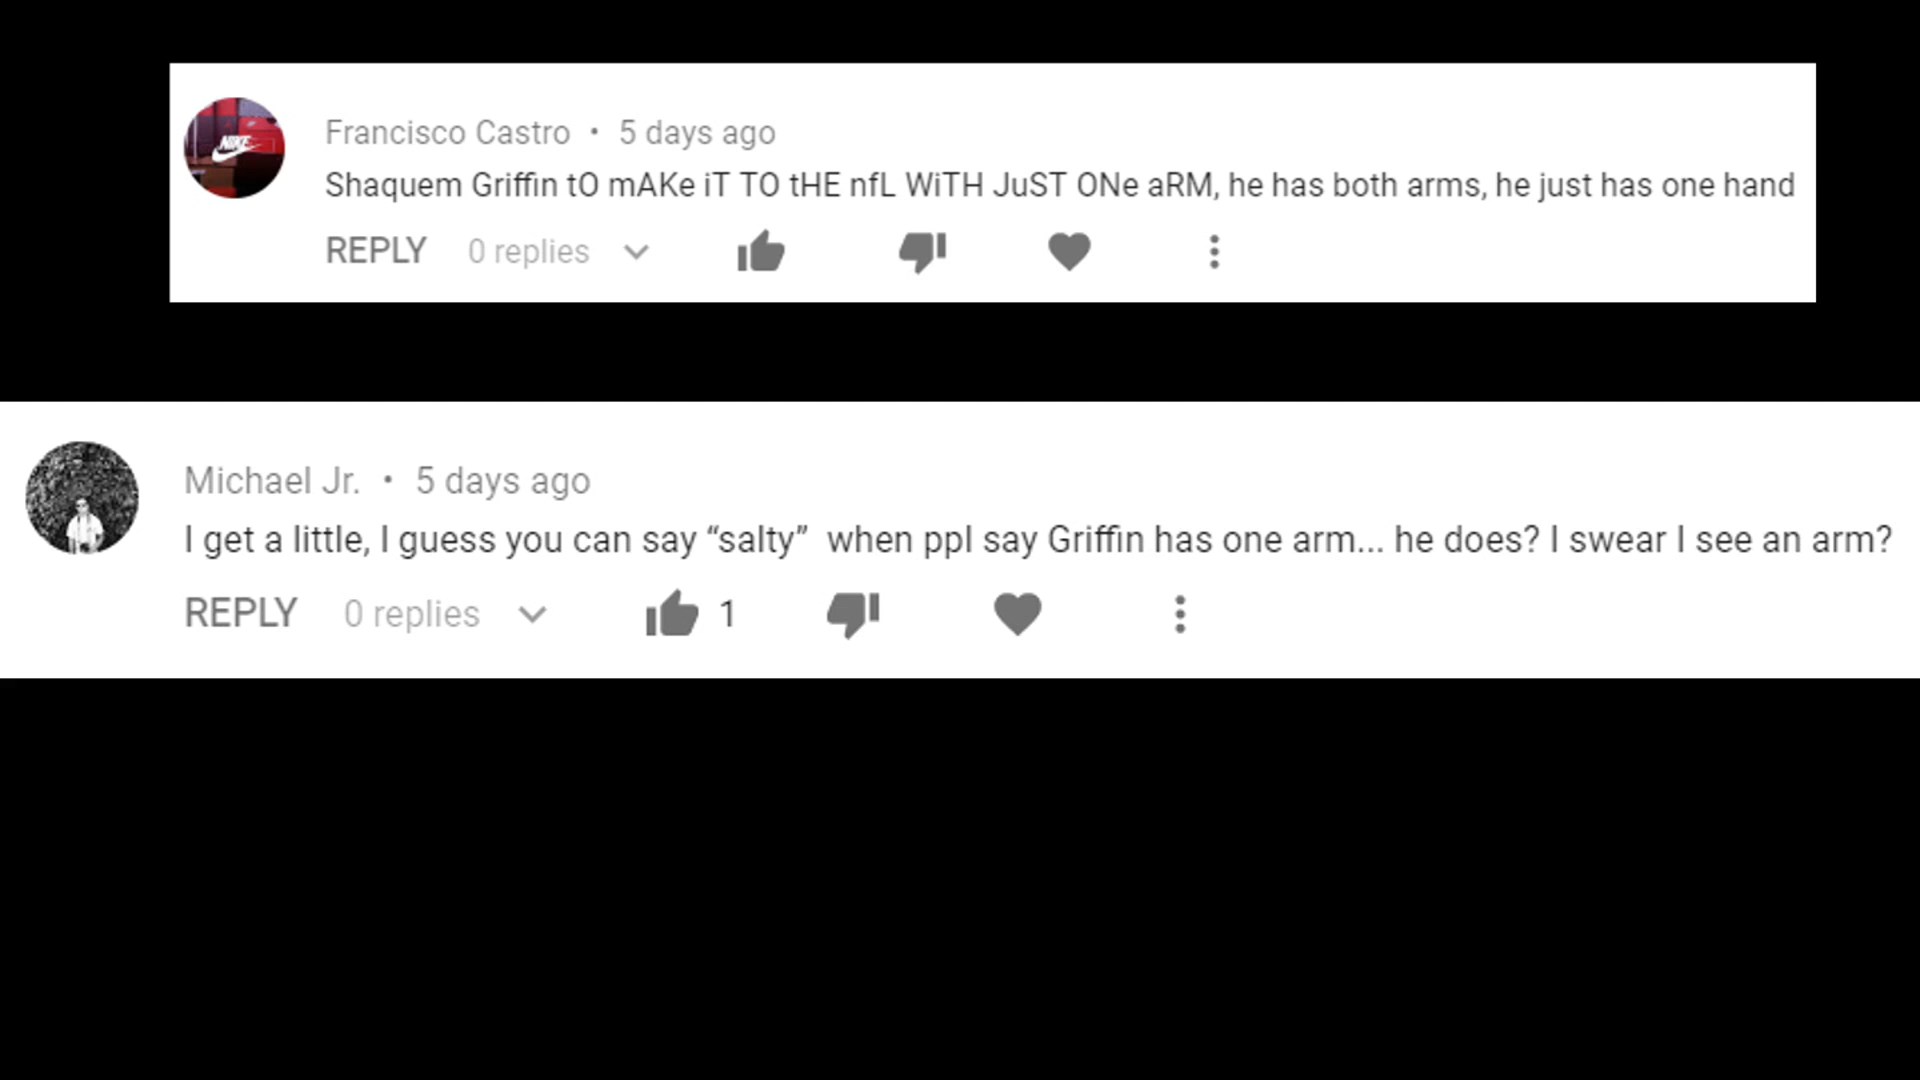 NIKE
Francisco Castro • 5 days ago
Shaquem Griffin tO mAKe iT TO tHE nfL WiTH JuST ONe aRM, he has both arms, he just has one hand
REPLY 0 replies
Michael Jr. • 5 days ago
I get a little, I guess you can say “salty”  when ppl say Griffin has one arm... he does? I swear I see an arm?
REPLY 0 replies 1